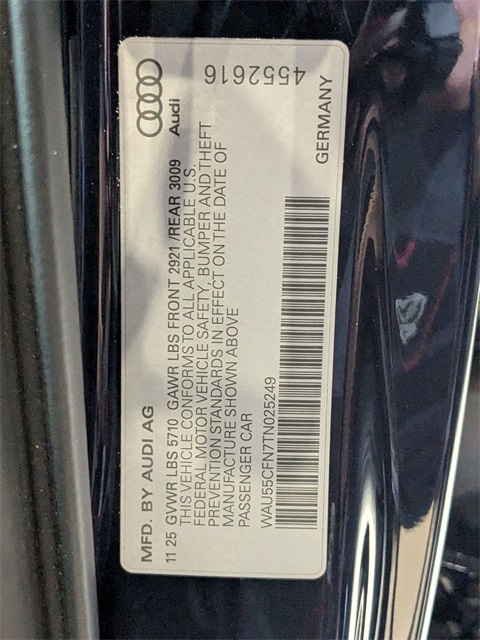 MFD. BY AUDI AG
Audi
11 25 GVWR LBS 5710 GAWR LBS FRONT 2921 /REAR 3009
THIS VEHICLE CONFORMS TO ALL APPLICABLE U.S.
FEDERAL MOTOR VEHICLE SAFETY, BUMPER AND THEFT
PREVENTION STANDARDS IN EFFECT ON THE DATE OF
MANUFACTURE SHOWN ABOVE
PASSENGER CAR
WAU55CFN7TN025249
GERMANY
4552616